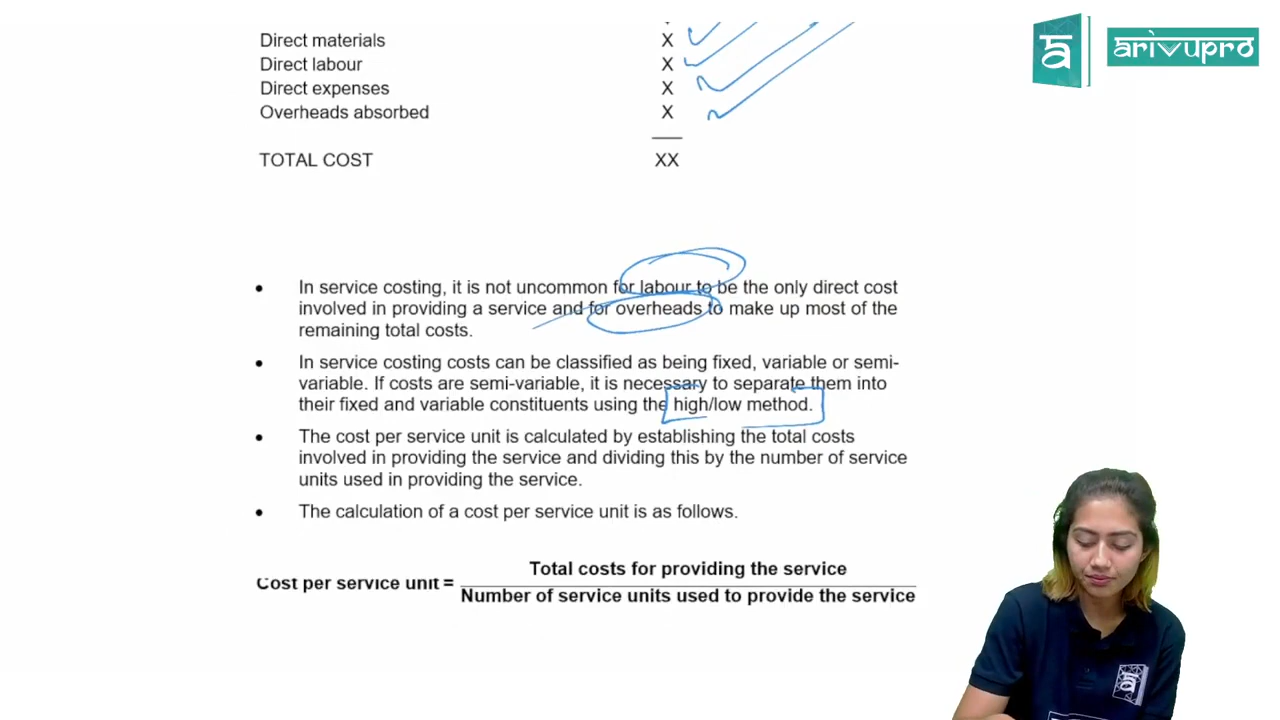 Direct materials X
Direct labour X
Direct expenses X
Overheads absorbed X
TOTAL COST XX
arivupro
• In service costing, it is not uncommon for labour to be the only direct cost
involved in providing a service and for overheads to make up most of the
remaining total costs.
• In service costing costs can be classified as being fixed, variable or semi-
variable. If costs are semi-variable, it is necessary to separate them into
their fixed and variable constituents using the high/low method.
• The cost per service unit is calculated by establishing the total costs
involved in providing the service and dividing this by the number of service
units used in providing the service.
• The calculation of a cost per service unit is as follows.
Cost per service unit = Total costs for providing the service
Number of service units used to provide the service